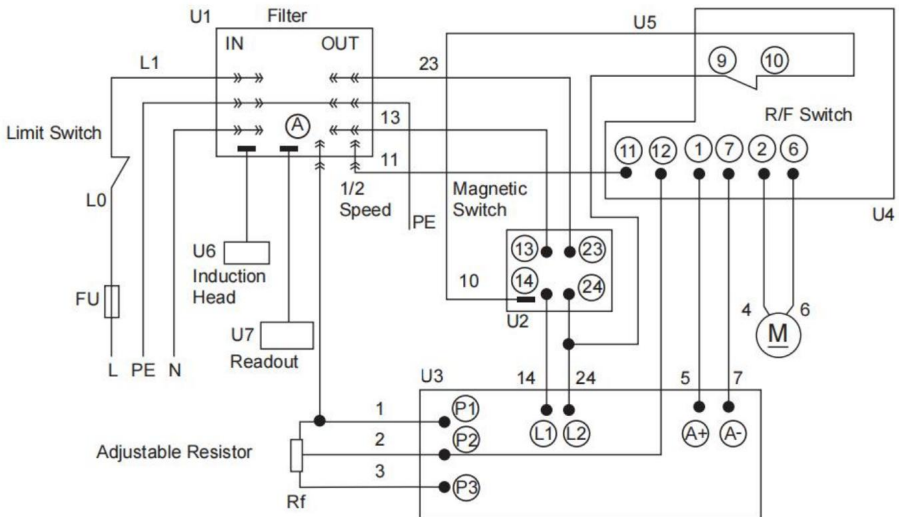 U1 Filter
U5
IN OUT
L1
23
9 10
Limit Switch
A
13
R/F Switch
11
11 12 1 7 2 6
1/2
Speed
Magnetic
Switch
L0
PE
U4
U6
Induction
Head
13 23
10
14 24
FU
U2
4 6
M
U7
Readout
L PE N
U3
14 24 5 7
1
P1
L1 L2 A+ A-
2
P2
Adjustable Resistor
3
P3
Rf